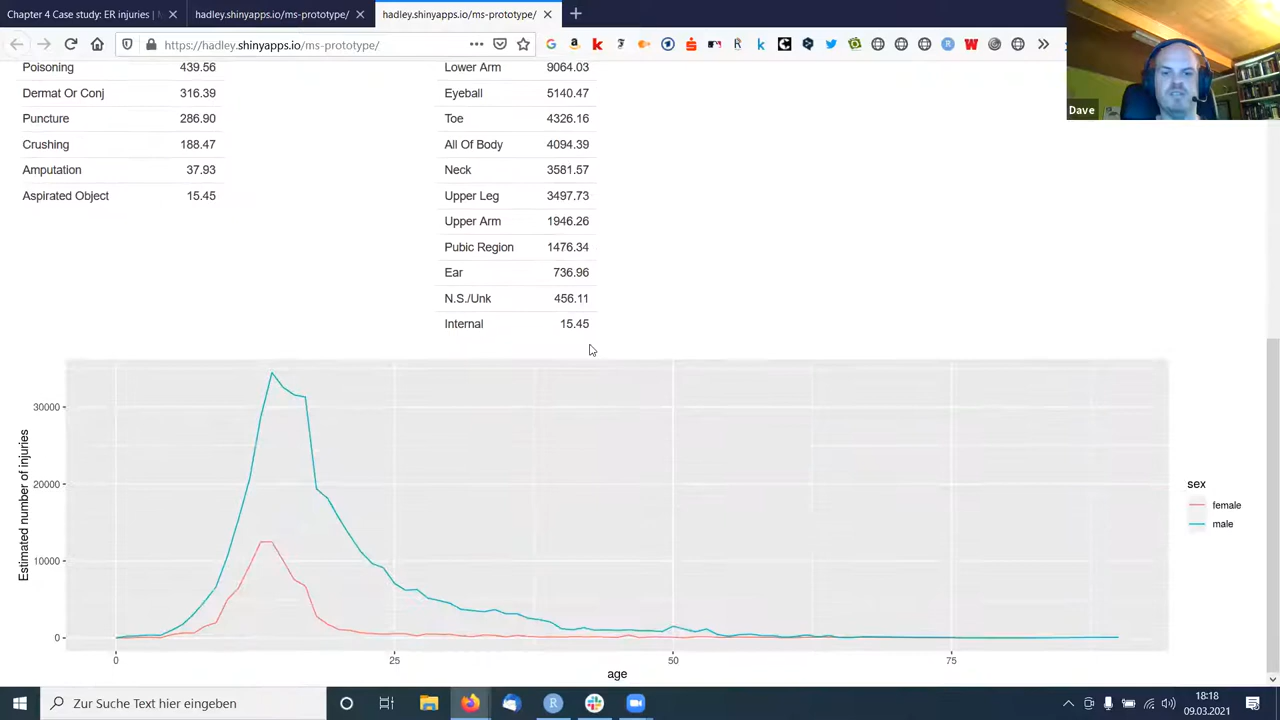 Chapter 4 Case study: ER injuries |
hadley.shinyapps.io/ms-prototype/
hadley.shinyapps.io/ms-prototype/
https://hadley.shinyapps.io/ms-prototype/
Dave
Poisoning 439.56
Dermat Or Conj 316.39
Puncture 286.90
Crushing 188.47
Amputation 37.93
Aspirated Object 15.45
Lower Arm 9064.03
Eyeball 5140.47
Toe 4326.16
All Of Body 4094.39
Neck 3581.57
Upper Leg 3497.73
Upper Arm 1946.26
Pubic Region 1476.34
Ear 736.96
N.S./Unk 456.11
Internal 15.45
Estimated number of injuries
30000
20000
10000
0
0 25 50 75
age
sex
female
male
Zur Suche Text hier eingeben
18:18
09.03.2021